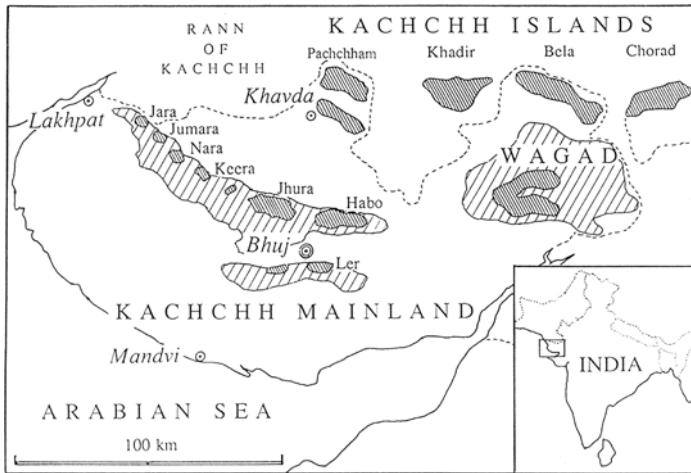 KACHCHH ISLANDS
RANN
OF
KACHCHH
Pachchham
Khadir
Bela
Chorad
Khavda
Lakhpat
Jara
Jumara
Nara
Keera
Jhura
Habo
WAGAD
Bhuj
Ler
KACHCHH MAINLAND
Mandvi
INDIA
ARABIAN SEA
100 km